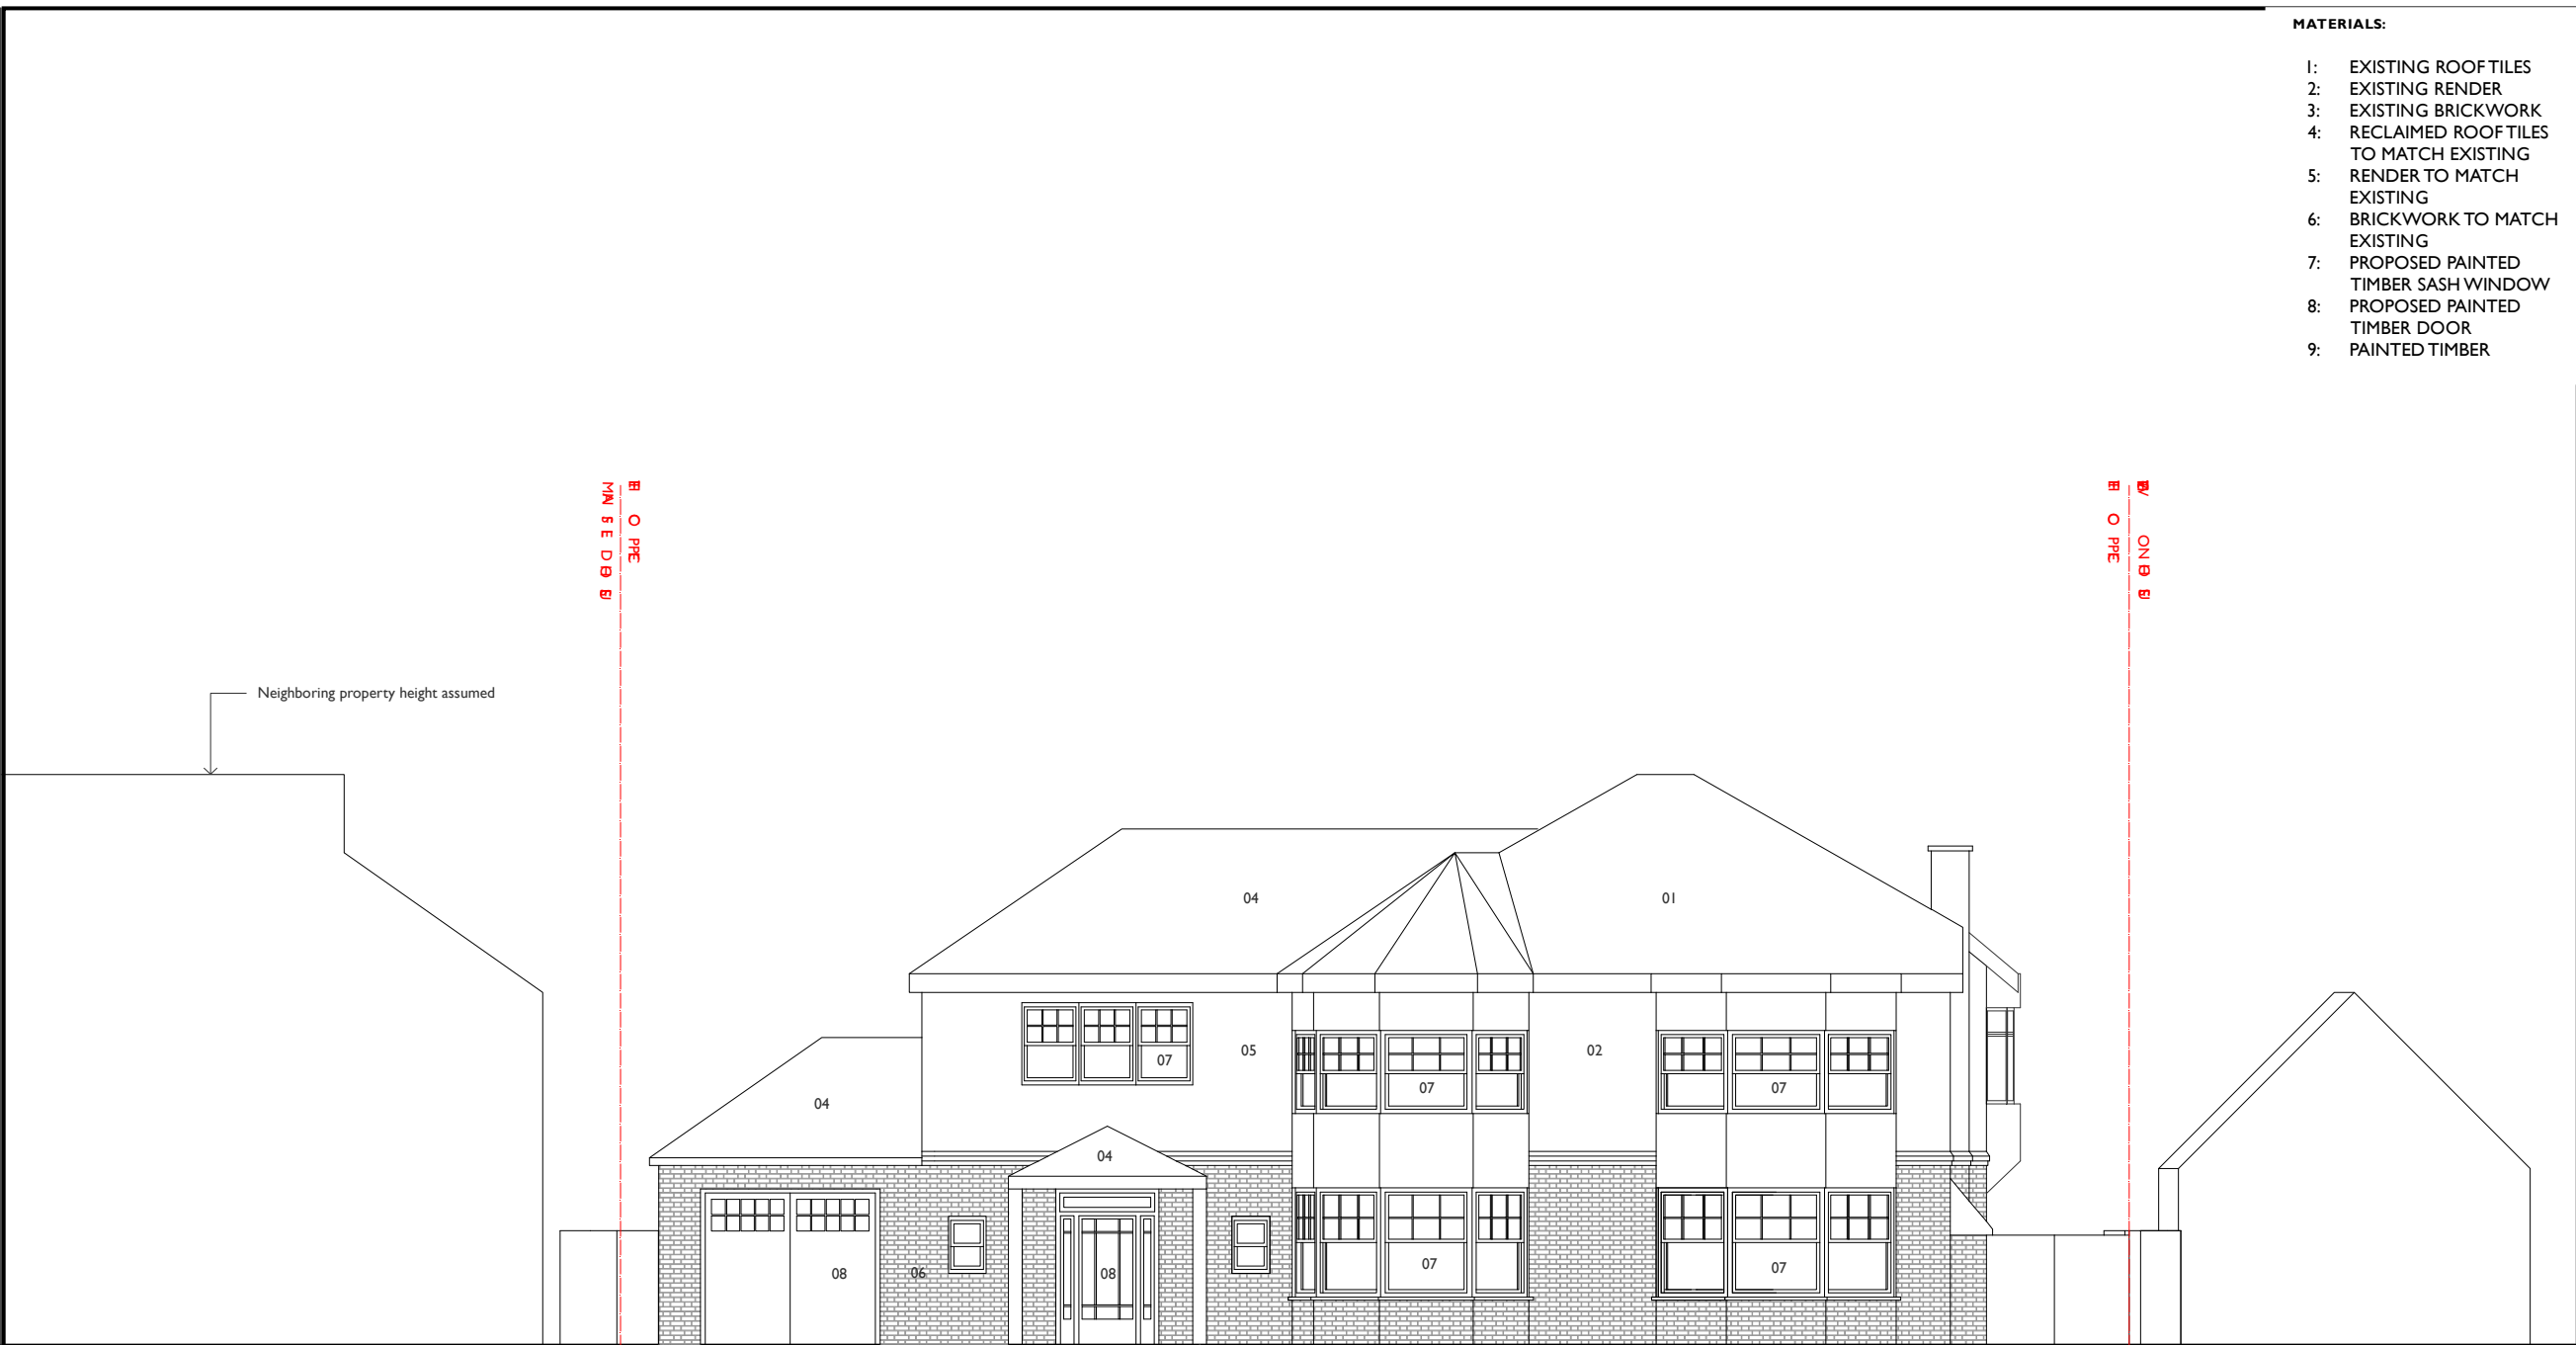 MATERIALS:
1: EXISTING ROOF TILES
2: EXISTING RENDER
3: EXISTING BRICKWORK
4: RECLAIMED ROOF TILES
TO MATCH EXISTING
5: RENDER TO MATCH
EXISTING
6: BRICKWORK TO MATCH
EXISTING
7: PROPOSED PAINTED
TIMBER SASH WINDOW
8: PROPOSED PAINTED
TIMBER DOOR
9: PAINTED TIMBER
Neighboring property height assumed
04
01
07
05
07
02
07
04
04
08
06
08
07
07